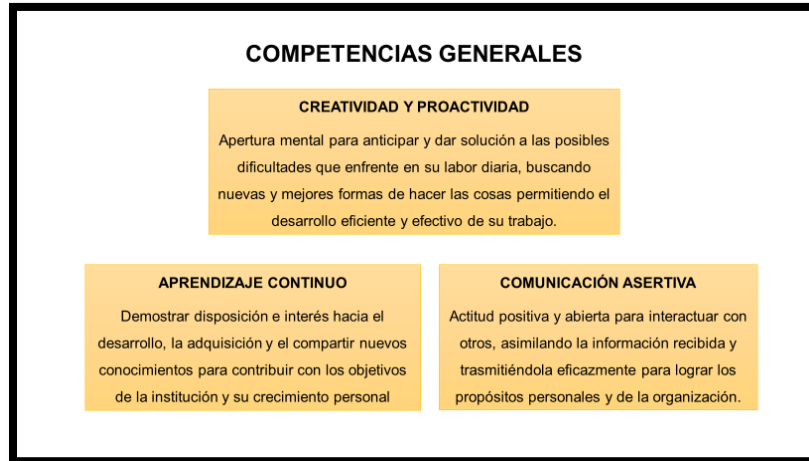 COMPETENCIAS GENERALES
CREATIVIDAD Y PROACTIVIDAD
Apertura mental para anticipar y dar solución a las posibles
dificultades que enfrente en su labor diaria, buscando
nuevas y mejores formas de hacer las cosas permitiendo el
desarrollo eficiente y efectivo de su trabajo.
APRENDIZAJE CONTINUO
Demostrar disposición e interés hacia el
desarrollo, la adquisición y el compartir nuevos
conocimientos para contribuir con los objetivos
de la institución y su crecimiento personal
COMUNICACIÓN ASERTIVA
Actitud positiva y abierta para interactuar con
otros, asimilando la información recibida y
trasmitiéndola eficazmente para lograr los
propósitos personales y de la organización.